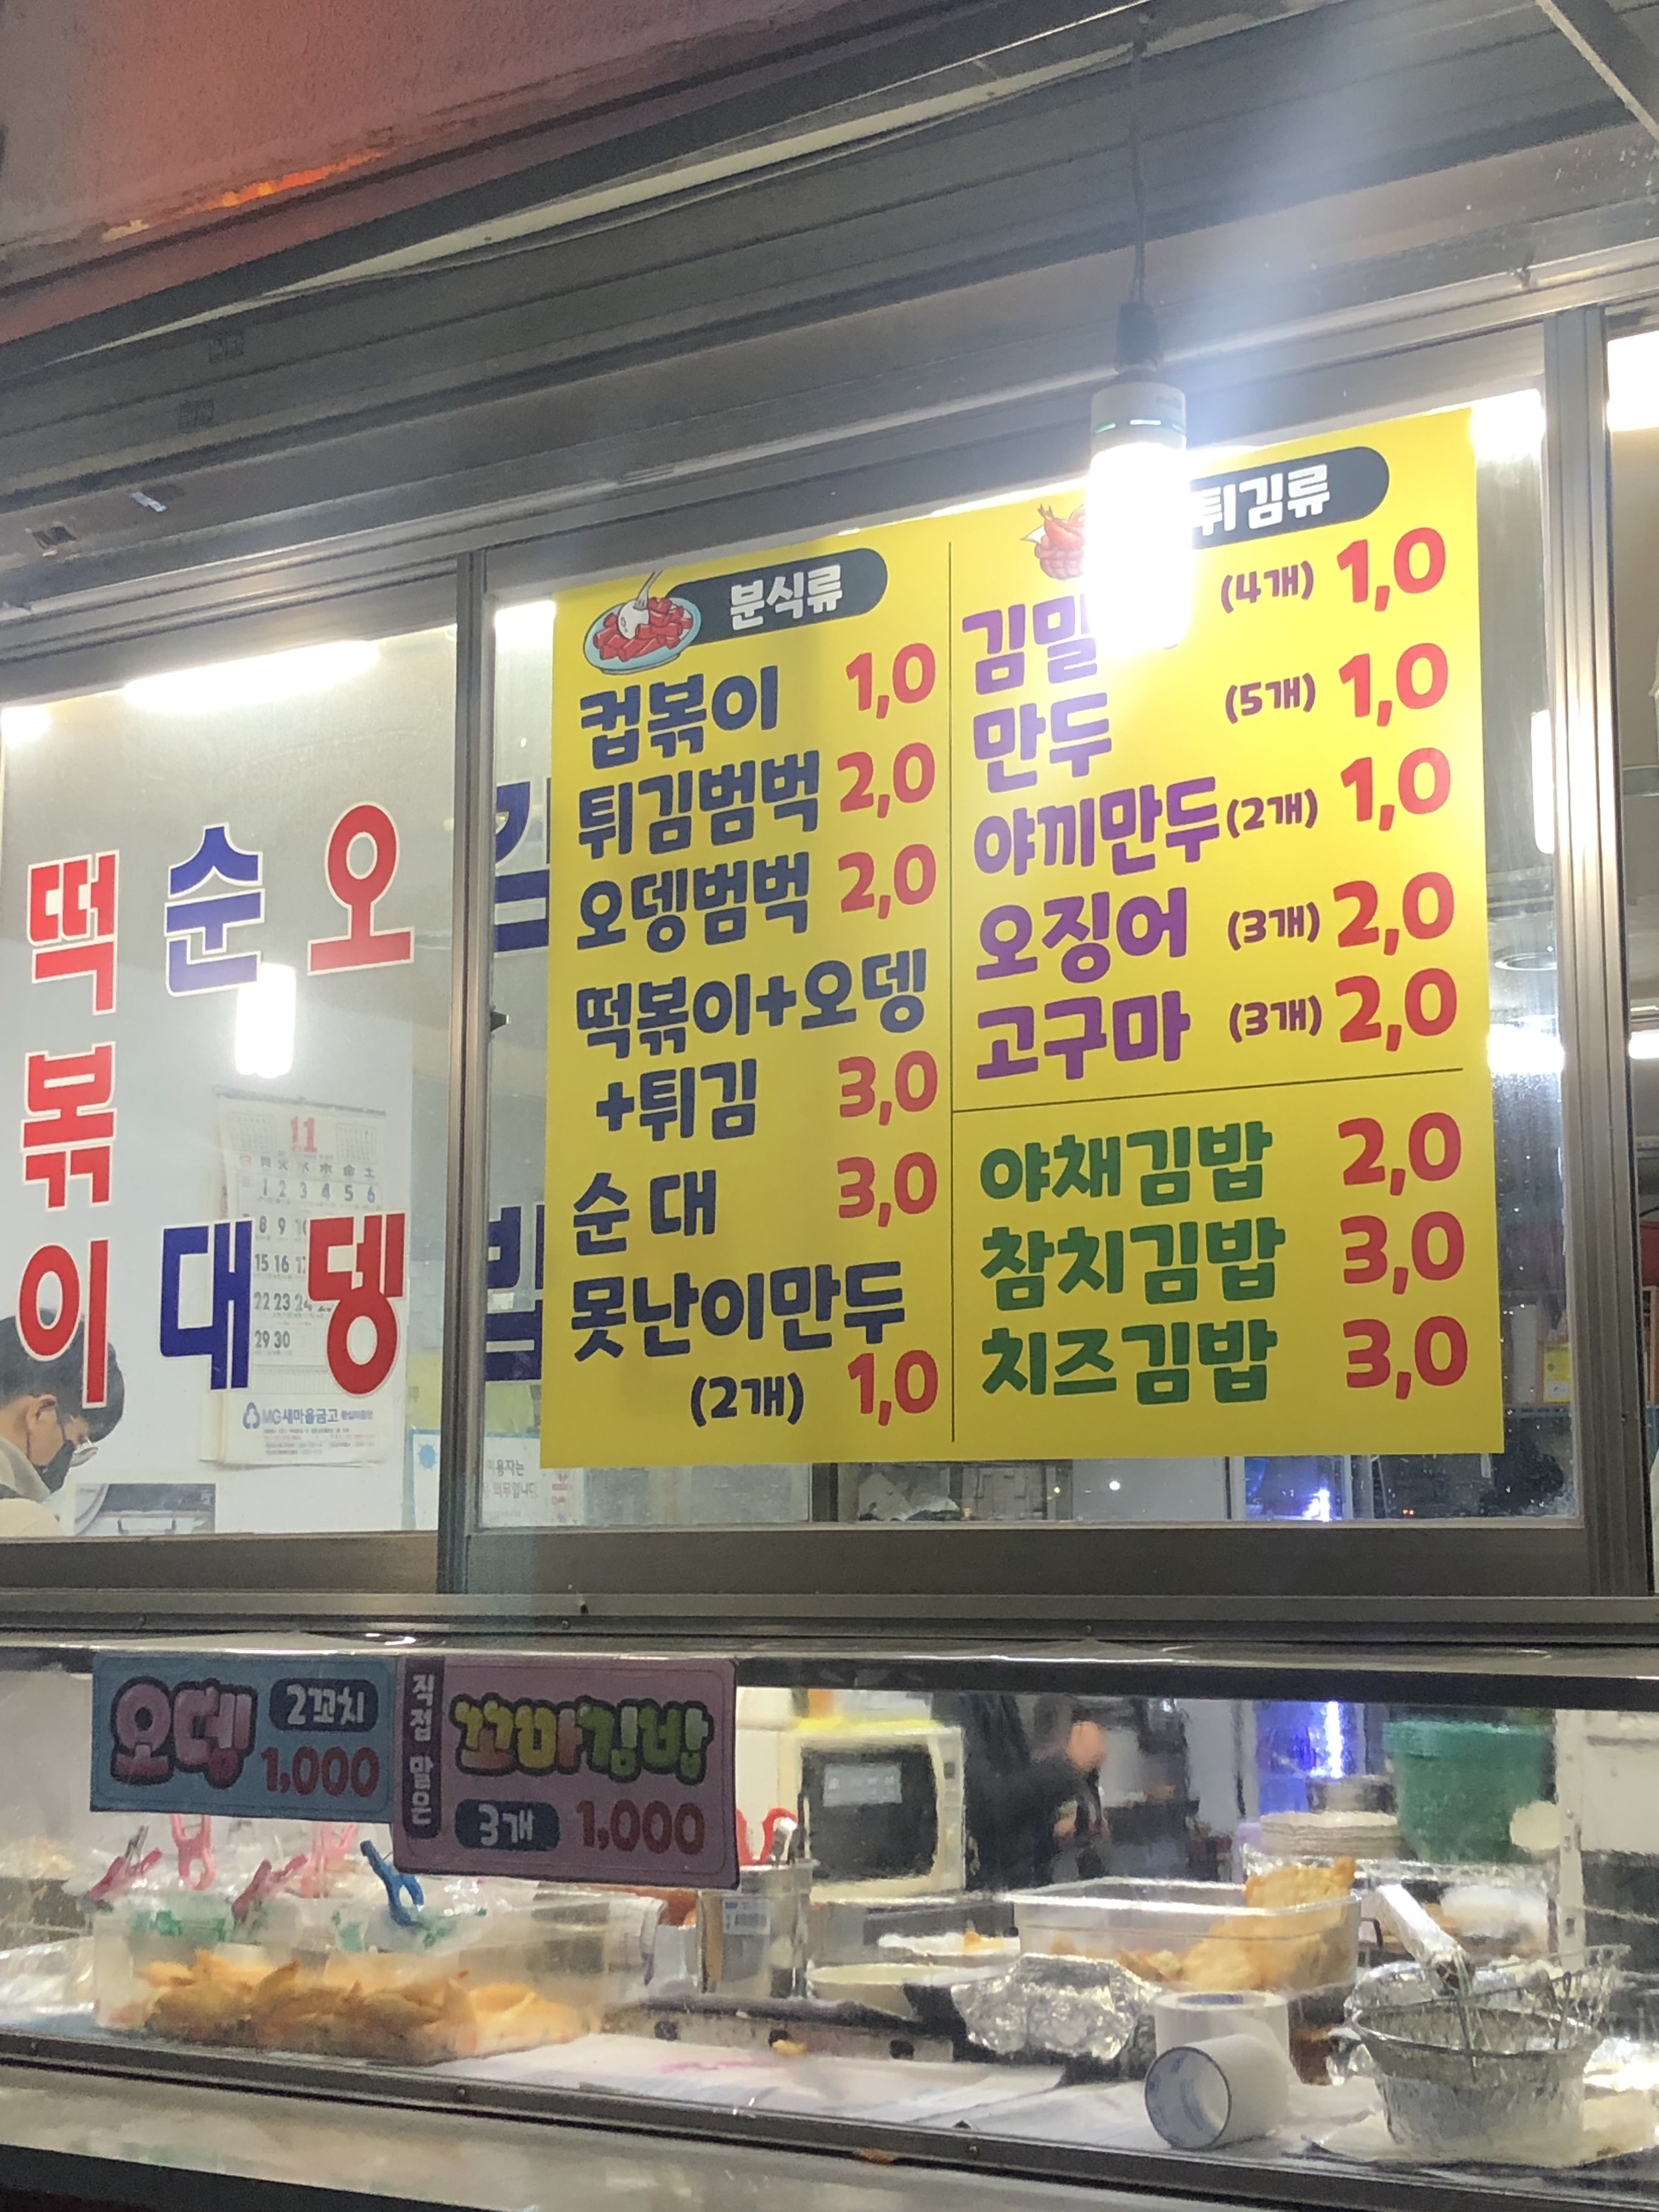 떡볶이
순대
오뎅
분식류
컵볶이 1,0
튀김범벅 2,0
오뎅범벅 2,0
떡볶이+오뎅
+튀김 3,0
순대 3,0
못난이만두
(2개) 1,0
튀김류
김말 (4개) 1,0
만두 (5개) 1,0
야끼만두 (2개) 1,0
오징어 (3개) 2,0
고구마 (3개) 2,0
야채김밥 2,0
참치김밥 3,0
치즈김밥 3,0
11
1 2 3 4 5 6
8 9
15 16
22 23 24
29 30
MG새마을금고
오뎅 2꼬치
1,000
직접 말은
꼬마김밥
3개 1,000